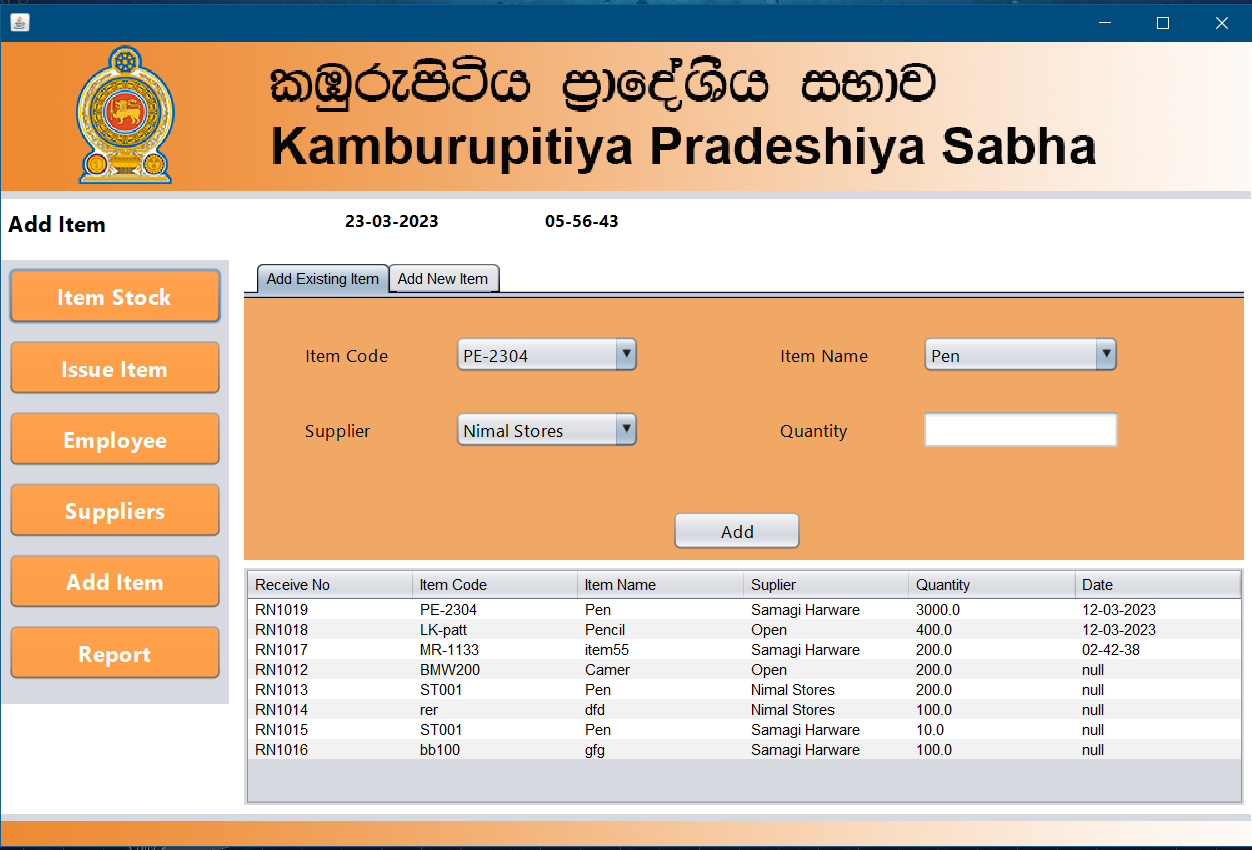 කඹුරුපිටිය ප්‍රාදේශීය සභාව
Kamburupitiya Pradeshiya Sabha
Add Item 23-03-2023 05-56-43
Item Stock
Issue Item
Employee
Suppliers
Add Item
Report
Add Existing Item Add New Item
Item Code PE-2304 Item Name Pen
Supplier Nimal Stores Quantity
Add
Receive No Item Code Item Name Suplier Quantity Date
RN1019 PE-2304 Pen Samagi Harware 3000.0 12-03-2023
RN1018 LK-patt Pencil Open 400.0 12-03-2023
RN1017 MR-1133 item55 Samagi Harware 200.0 02-42-38
RN1012 BMW200 Camer Open 200.0 null
RN1013 ST001 Pen Nimal Stores 200.0 null
RN1014 rer dfd Nimal Stores 100.0 null
RN1015 ST001 Pen Samagi Harware 10.0 null
RN1016 bb100 gfg Samagi Harware 100.0 null